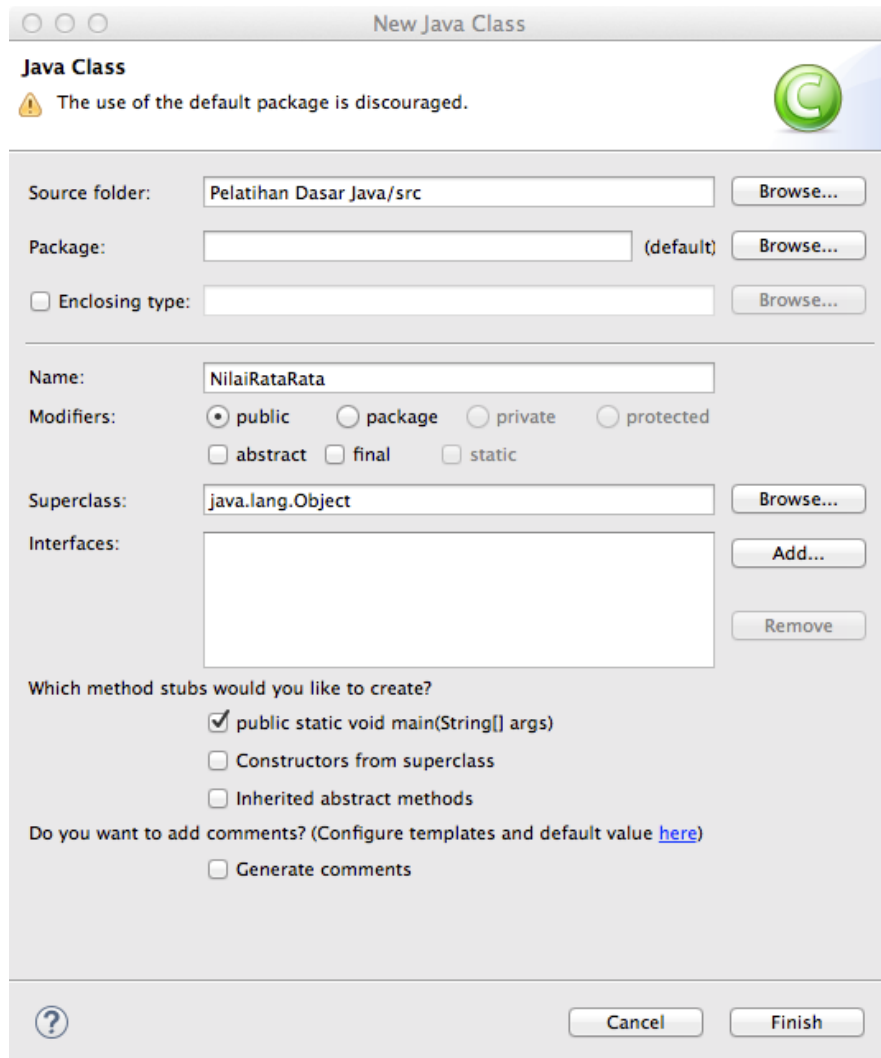 New Java Class
Java Class
The use of the default package is discouraged.
C
Source folder: Pelatihan Dasar Java/src Browse...
Package: (default) Browse...
Enclosing type: Browse...
Name: NilaiRataRata
Modifiers: public package private protected
abstract final static
Superclass: java.lang.Object Browse...
Interfaces: Add...
Remove
Which method stubs would you like to create?
public static void main(String[] args)
Constructors from superclass
Inherited abstract methods
Do you want to add comments? (Configure templates and default value here)
Generate comments
? Cancel Finish